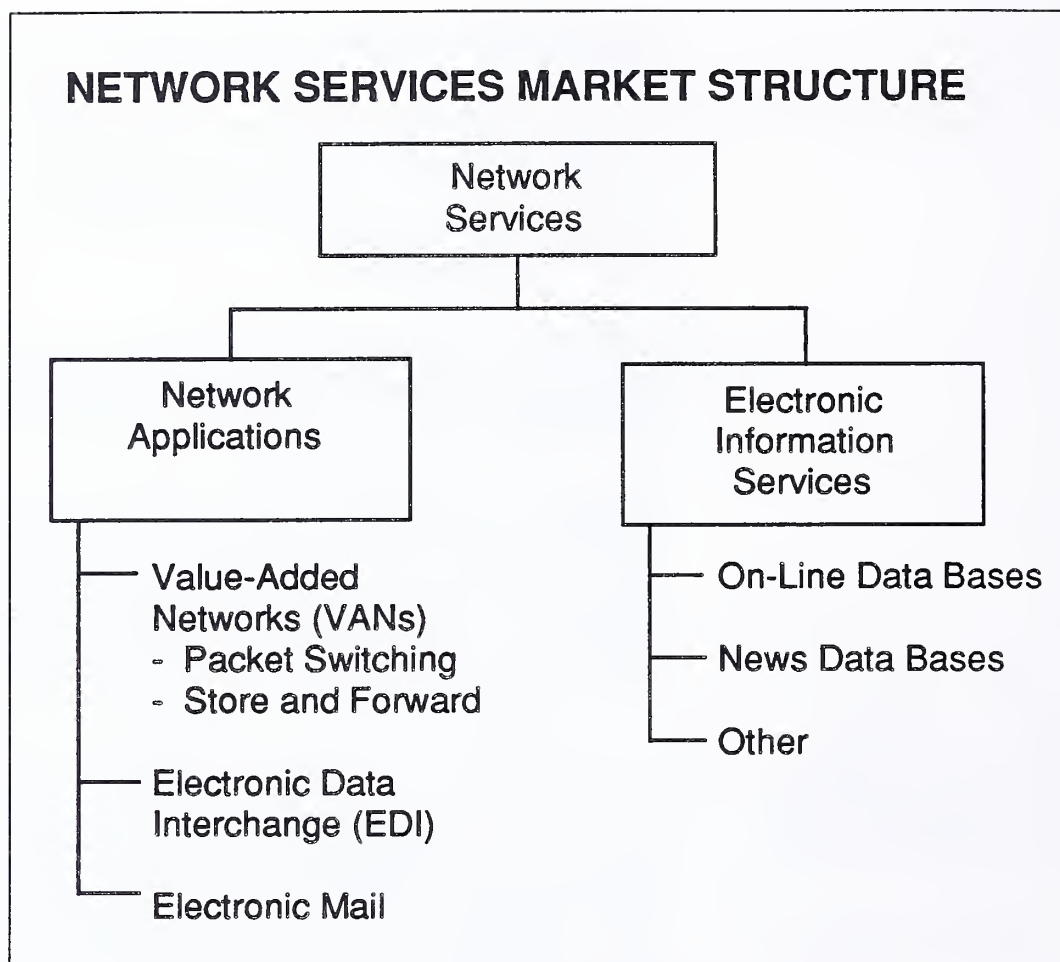 NETWORK SERVICES MARKET STRUCTURE
Network
Services
Network
Applications
Value-Added
Networks (VANs)
- Packet Switching
- Store and Forward
Electronic Data
Interchange (EDI)
Electronic Mail
Electronic
Information
Services
On-Line Data Bases
News Data Bases
Other